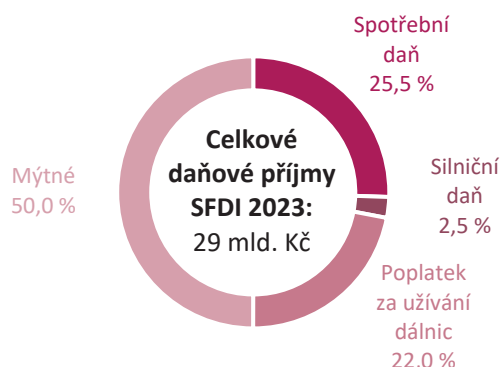 Spotřební
daň
25,5 %
Celkové
daňové příjmy
SFDI 2023:
29 mld. Kč
Mýtné
50,0 %
Silniční
daň
2,5 %
Poplatek
za užívání
dálnic
22,0 %